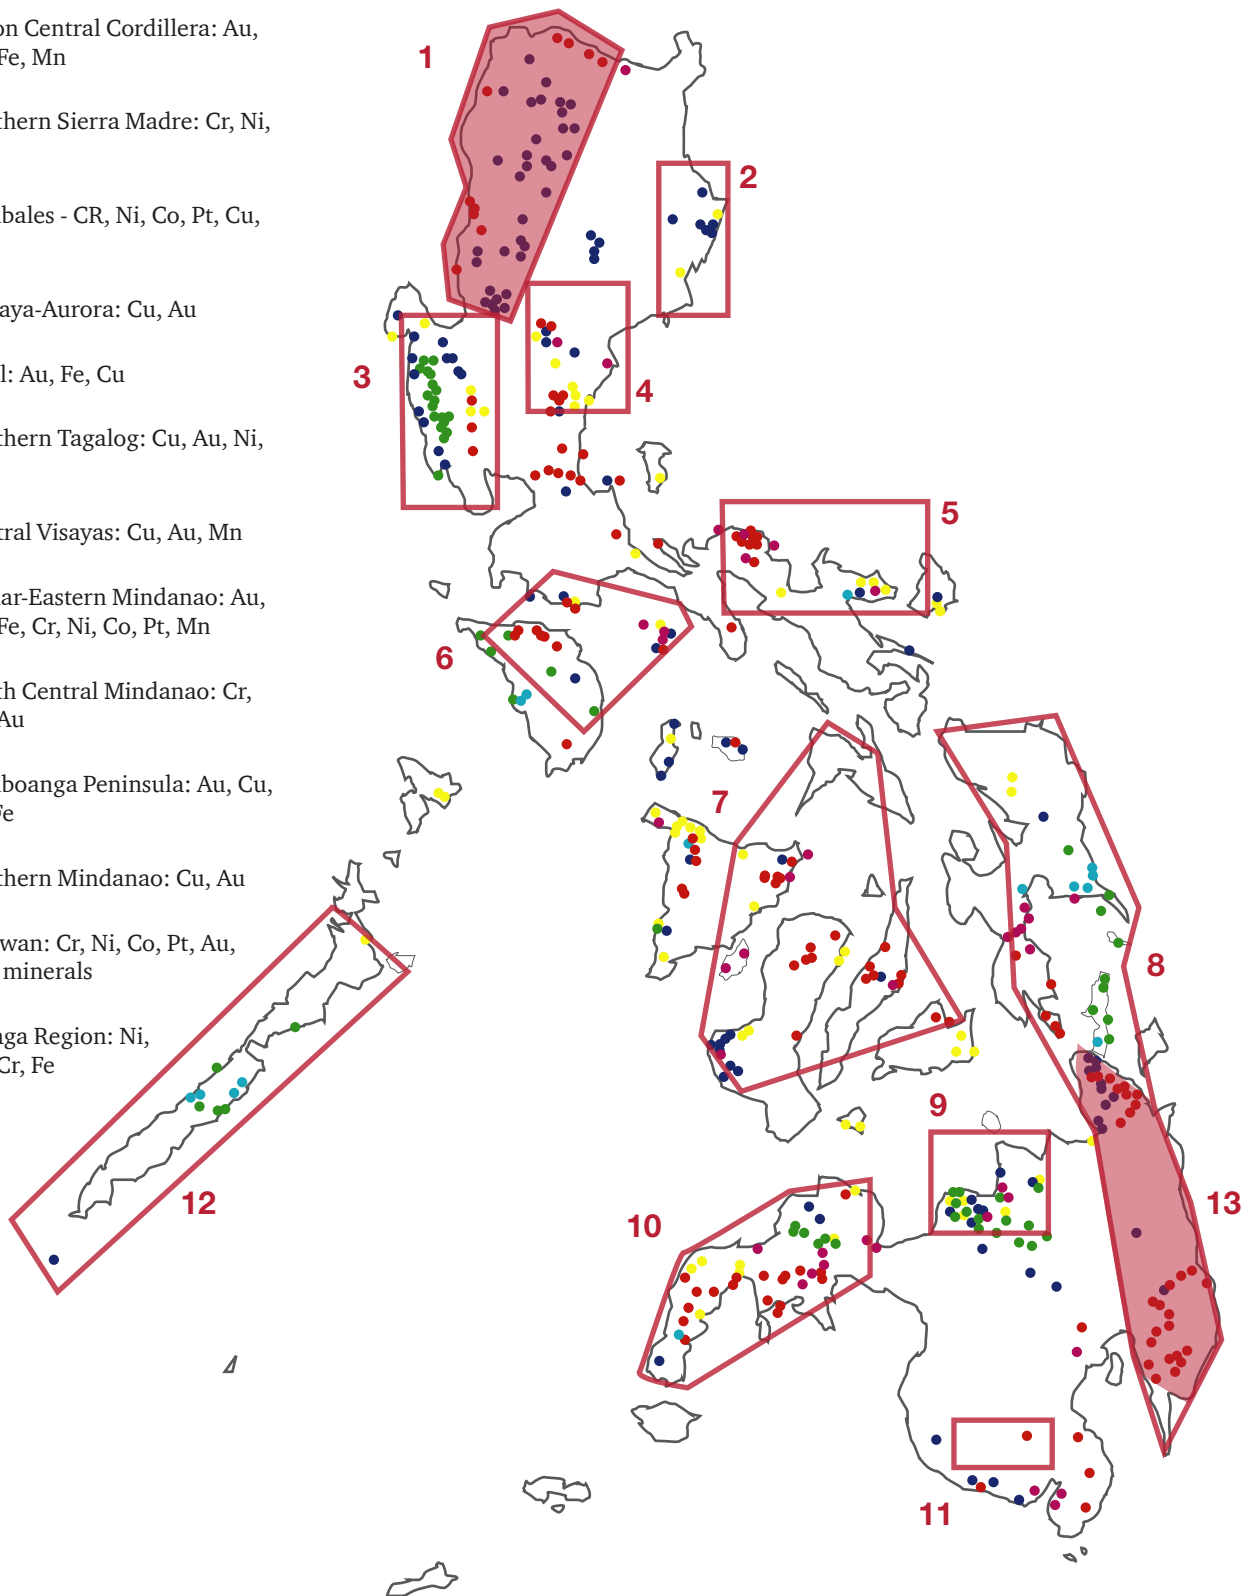 on Central Cordillera: Au,
Fe, Mn
thern Sierra Madre: Cr, Ni,
bales - CR, Ni, Co, Pt, Cu,
aya-Aurora: Cu, Au
l: Au, Fe, Cu
thern Tagalog: Cu, Au, Ni,
tral Visayas: Cu, Au, Mn
ar-Eastern Mindanao: Au,
Fe, Cr, Ni, Co, Pt, Mn
th Central Mindanao: Cr,
Au
boanga Peninsula: Au, Cu,
Fe
thern Mindanao: Cu, Au
wan: Cr, Ni, Co, Pt, Au,
minerals
nga Region: Ni,
Cr, Fe
1
2
3
4
5
6
7
8
9
10
11
12
13